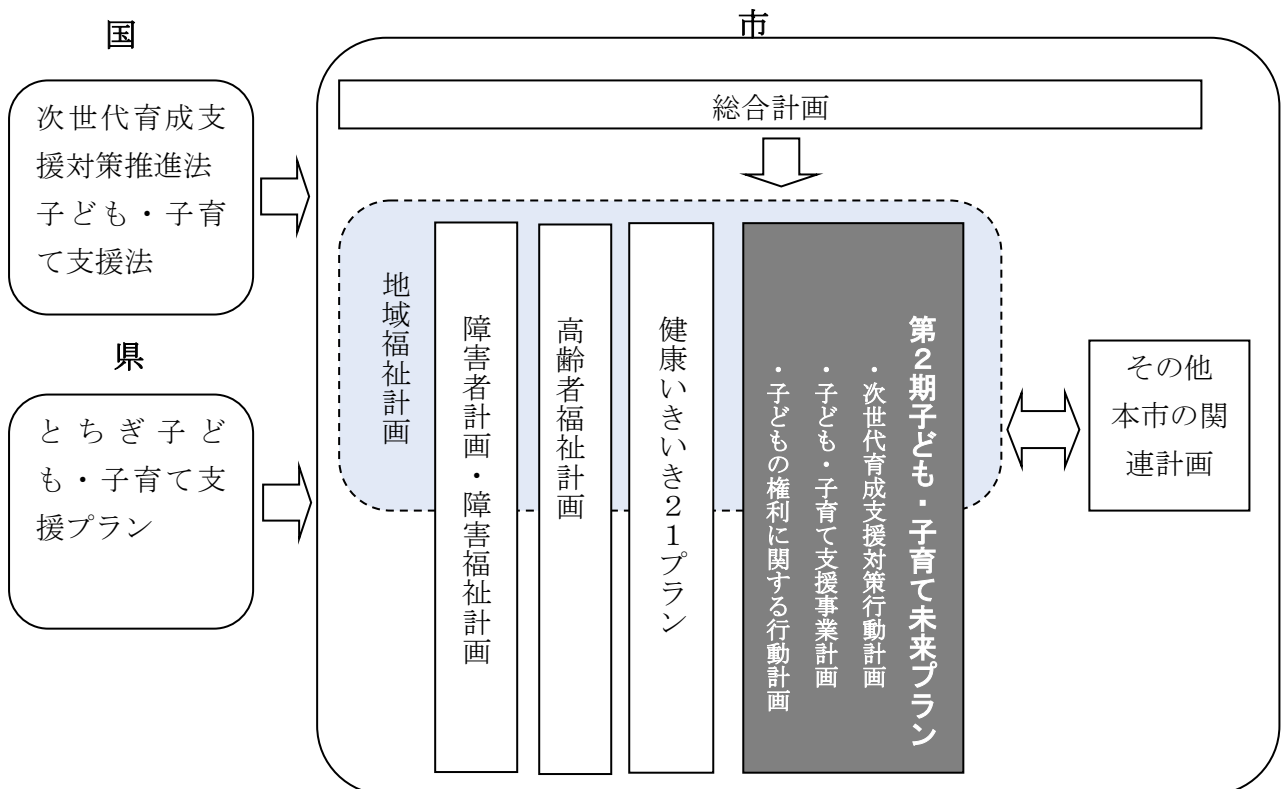 国
次世代育成支
援対策推進法
子ども・子育
て支援法
県
とちぎ子ど
も・子育て支
援プラン
市
総合計画
地域福祉計画
障害者計画・障害福祉計画
高齢者福祉計画
健康いきいき２１プラン
第２期子ども・子育て未来プラン
・次世代育成支援対策行動計画
・子ども・子育て支援事業計画
・子どもの権利に関する行動計画
その他
本市の関
連計画